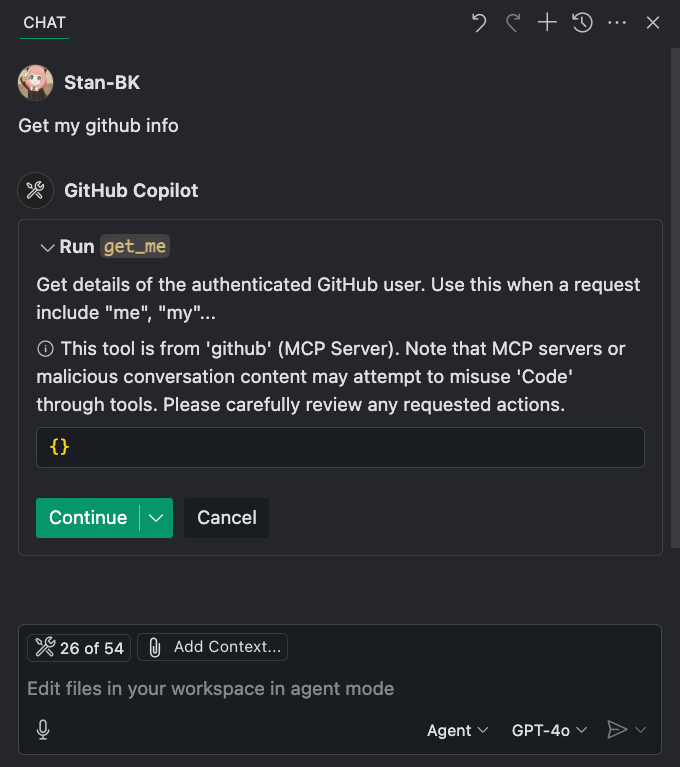 CHAT
Stan-BK
Get my github info
GitHub Copilot
Run get_me
Get details of the authenticated GitHub user. Use this when a request
include "me", "my"...
This tool is from 'github' (MCP Server). Note that MCP servers or
malicious conversation content may attempt to misuse 'Code'
through tools. Please carefully review any requested actions.
{}
Continue Cancel
26 of 54 Add Context...
Edit files in your workspace in agent mode
Agent GPT-4o